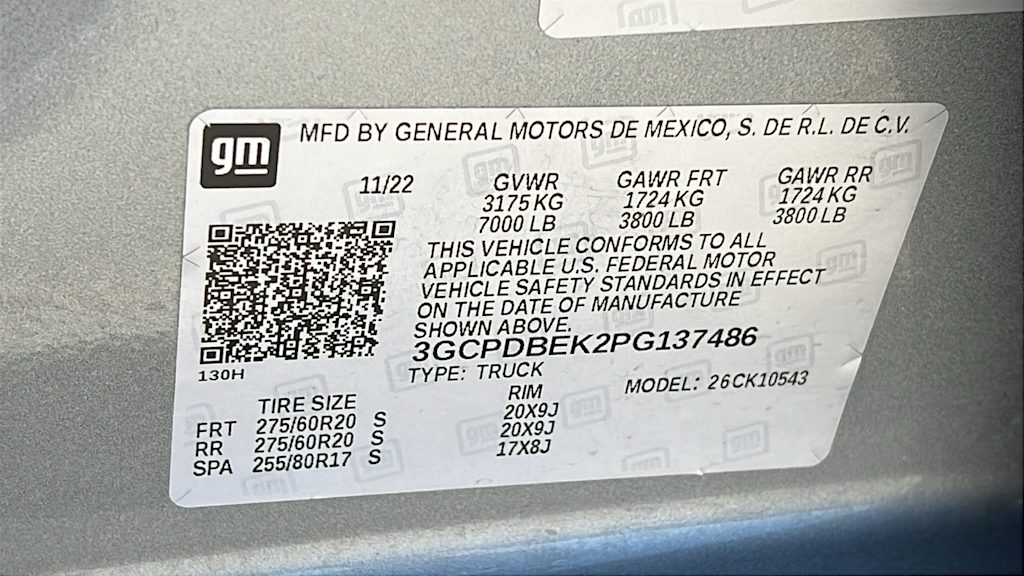 gm
MFD BY GENERAL MOTORS DE MEXICO, S. DE R.L. DE C.V.
11/22 GVWR GAWR FRT GAWR RR
3175 KG 1724 KG 1724 KG
7000 LB 3800 LB 3800 LB
THIS VEHICLE CONFORMS TO ALL
APPLICABLE U.S. FEDERAL MOTOR
VEHICLE SAFETY STANDARDS IN EFFECT
ON THE DATE OF MANUFACTURE
SHOWN ABOVE.
3GCPDBEK2PG137486
130H TYPE: TRUCK MODEL: 26CK10543
TIRE SIZE RIM
FRT 275/60R20 S 20X9J
RR 275/60R20 S 20X9J
SPA 255/80R17 S 17X8J